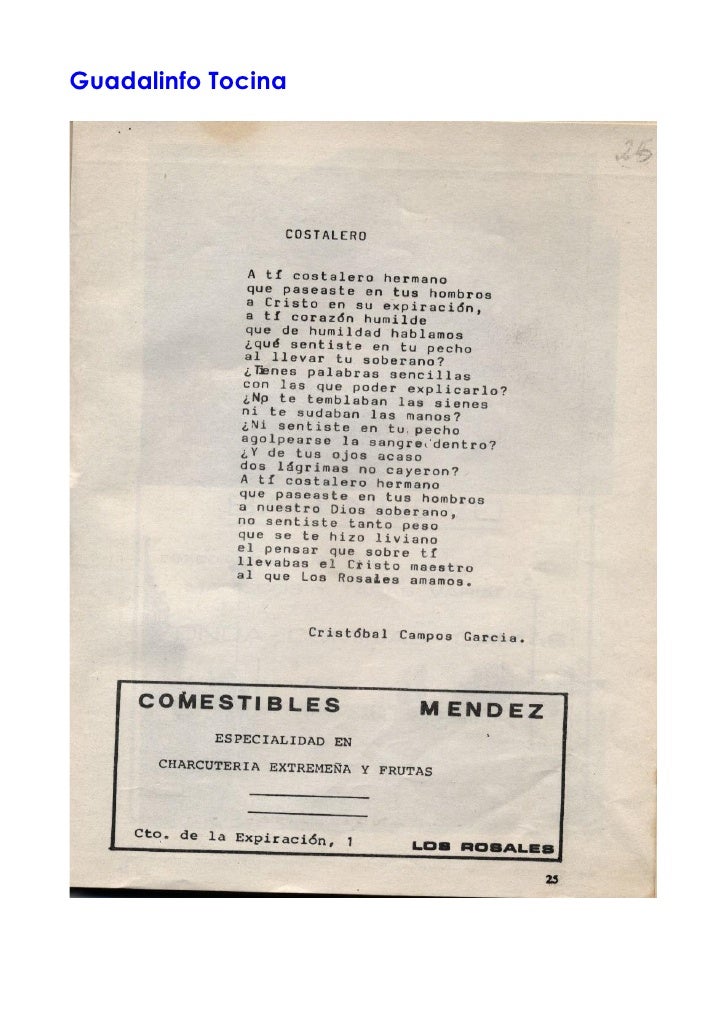 Guadalinfo Tocina
25
COSTALERO
A tí costalero hermano
que paseaste en tus hombros
a Cristo en su expiración,
a tí corazón humilde
que de humildad hablamos
¿qué sentiste en tu pecho
al llevar tu soberano?
¿Tienes palabras sencillas
con las que poder explicarlo?
¿No te temblaban las sienes
ni te sudaban las manos?
¿Ni sentiste en tu pecho
agolpearse la sangre dentro?
¿Y de tus ojos acaso
dos lágrimas no cayeron?
A tí costalero hermano
que paseaste en tus hombros
a nuestro Dios soberano,
no sentiste tanto peso
que se te hizo liviano
el pensar que sobre tí
llevabas el Cristo maestro
al que Los Rosales amamos.
Cristóbal Campos Garcia.
COMESTIBLES MENDEZ
ESPECIALIDAD EN
CHARCUTERIA EXTREMEÑA Y FRUTAS
Cto. de la Expiración, 1 LOS ROSALES
25